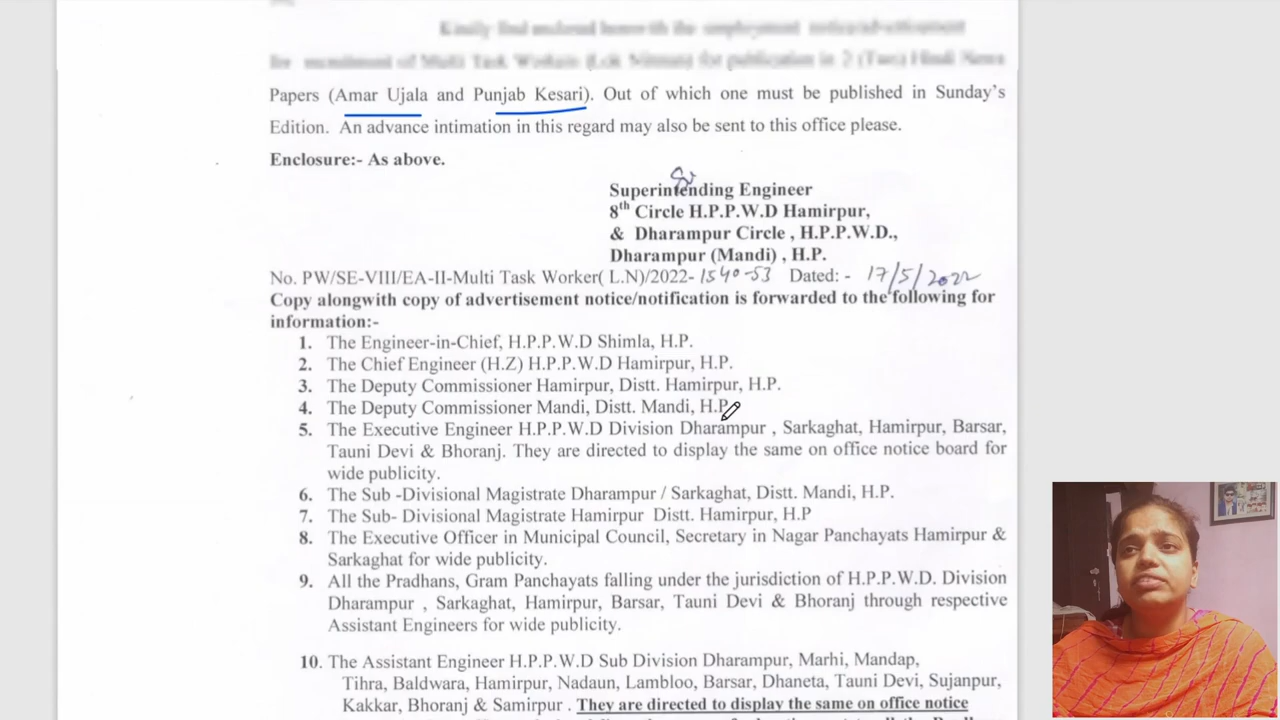 Papers (Amar Ujala and Punjab Kesari). Out of which one must be published in Sunday's
Edition. An advance intimation in this regard may also be sent to this office please.
Enclosure:- As above.
Superintending Engineer
8th Circle H.P.P.W.D Hamirpur,
& Dharampur Circle , H.P.P.W.D.,
Dharampur (Mandi) , H.P.
No. PW/SE-VIII/EA-II-Multi Task Worker( L.N)/2022- 1540-53 Dated: - 17/5/2022
Copy alongwith copy of advertisement notice/notification is forwarded to the following for
information:-
1. The Engineer-in-Chief, H.P.P.W.D Shimla, H.P.
2. The Chief Engineer (H.Z) H.P.P.W.D Hamirpur, H.P.
3. The Deputy Commissioner Hamirpur, Distt. Hamirpur, H.P.
4. The Deputy Commissioner Mandi, Distt. Mandi, H.P
5. The Executive Engineer H.P.P.W.D Division Dharampur , Sarkaghat, Hamirpur, Barsar,
Tauni Devi & Bhoranj. They are directed to display the same on office notice board for
wide publicity.
6. The Sub -Divisional Magistrate Dharampur / Sarkaghat, Distt. Mandi, H.P.
7. The Sub- Divisional Magistrate Hamirpur Distt. Hamirpur, H.P
8. The Executive Officer in Municipal Council, Secretary in Nagar Panchayats Hamirpur &
Sarkaghat for wide publicity.
9. All the Pradhans, Gram Panchayats falling under the jurisdiction of H.P.P.W.D. Division
Dharampur , Sarkaghat, Hamirpur, Barsar, Tauni Devi & Bhoranj through respective
Assistant Engineers for wide publicity.
10. The Assistant Engineer H.P.P.W.D Sub Division Dharampur, Marhi, Mandap,
Tihra, Baldwara, Hamirpur, Nadaun, Lambloo, Barsar, Dhaneta, Tauni Devi, Sujanpur,
Kakkar, Bhoranj & Samirpur . They are directed to display the same on office notice